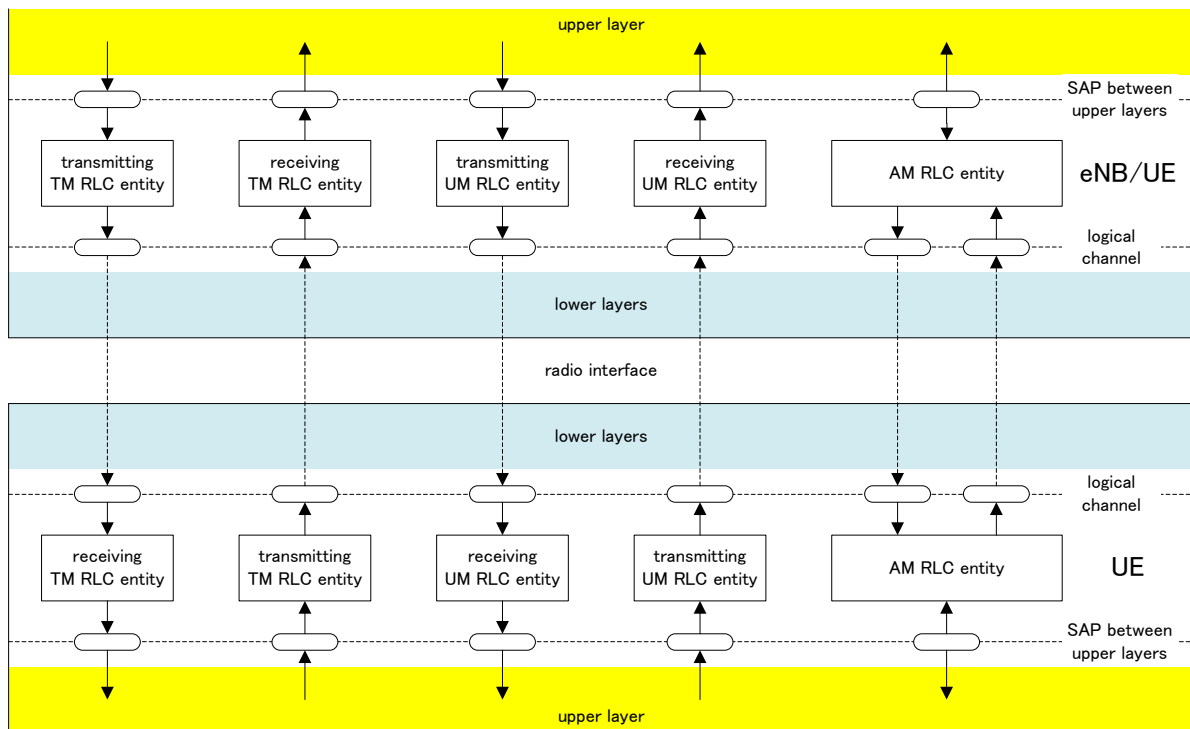 upper layer
SAP between
upper layers
transmitting
TM RLC entity
receiving
TM RLC entity
transmitting
UM RLC entity
receiving
UM RLC entity
AM RLC entity
eNB/UE
logical
channel
lower layers
radio interface
lower layers
logical
channel
receiving
TM RLC entity
transmitting
TM RLC entity
receiving
UM RLC entity
transmitting
UM RLC entity
AM RLC entity
UE
SAP between
upper layers
upper layer